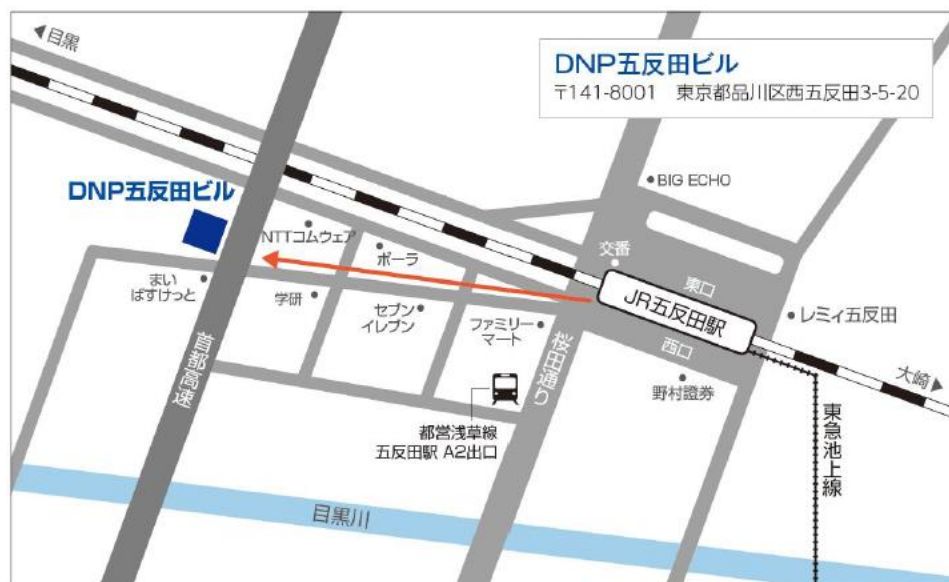 ◀目黒
DNP五反田ビル
〒141-8001 東京都品川区西五反田3-5-20
BIG ECHO
DNP五反田ビル
NTTコムウェア
ポーラ
交番
東口
JR五反田駅
西口
レミィ五反田
まい
ばすけっと
学研
セブン
イレブン
ファミリー
マート
桜田通り
野村證券
大崎▶
首都高速
都営浅草線
五反田駅 A2出口
東急池上線
目黒川